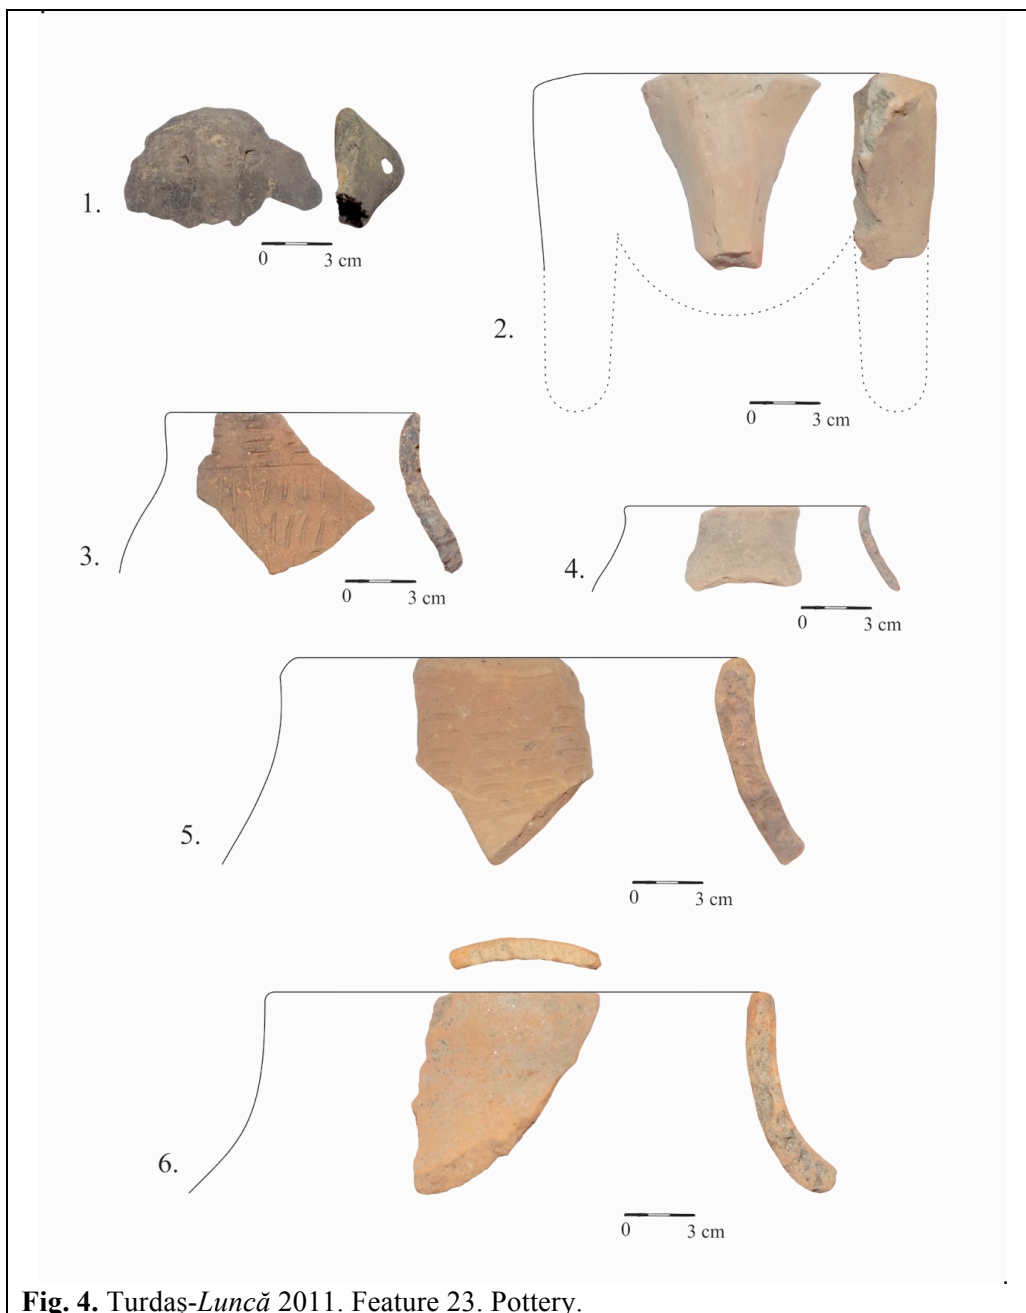 1.
0 3 cm
2.
0 3 cm
3.
0 3 cm
4.
0 3 cm
5.
0 3 cm
6.
0 3 cm
Fig. 4. Turdaș-Luncă 2011. Feature 23. Pottery.